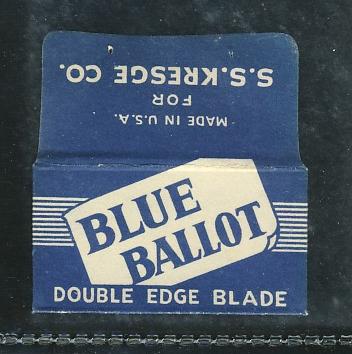 S.S. KRESGE CO.
FOR
MADE IN U.S.A.
BLUE
BALLOT
DOUBLE EDGE BLADE